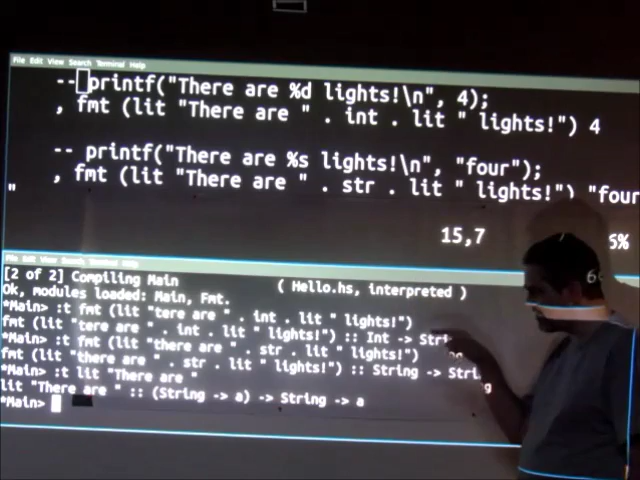 File Edit View Search Terminal Help
-- printf("There are %d lights!\n", 4);
, fmt (lit "There are " . int . lit " lights!") 4
-- printf("There are %s lights!\n", "four");
, fmt (lit "There are " . str . lit " lights!") "four
"
15,7
6%
File Edit View Search Terminal Help
[2 of 2] Compiling Main ( Hello.hs, interpreted )
Ok, modules loaded: Main, Fmt.
*Main> :t fmt (lit "tere are " . int . lit " lights!")
fmt (lit "tere are " . int . lit " lights!") :: Int -> Stri
*Main> :t fmt (lit "there are " . str . lit " lights!")
fmt (lit "there are " . str . lit " lights!") :: String -> String
*Main> :t lit "There are "
lit "There are " :: (String -> a) -> String -> a
*Main>